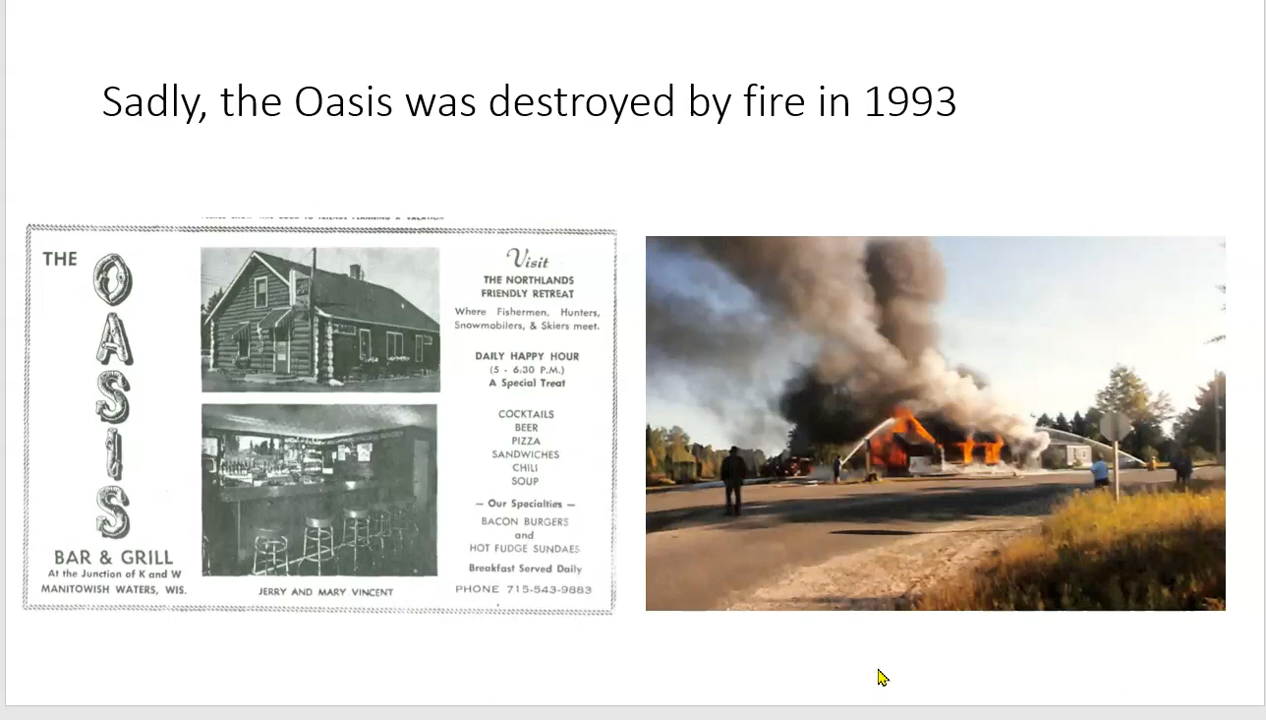 Sadly, the Oasis was destroyed by fire in 1993
THE
OASIS
BAR & GRILL
At the Junction of K and W
MANITOWISH WATERS, WIS.
JERRY AND MARY VINCENT
Visit
THE NORTHLANDS
FRIENDLY RETREAT
Where Fishermen, Hunters,
Snowmobilers, & Skiers meet.
DAILY HAPPY HOUR
(5 - 6:30 P.M.)
A Special Treat
COCKTAILS
BEER
PIZZA
SANDWICHES
CHILI
SOUP
— Our Specialties —
BACON BURGERS
and
HOT FUDGE SUNDAES
Breakfast Served Daily
PHONE 715-543-9883